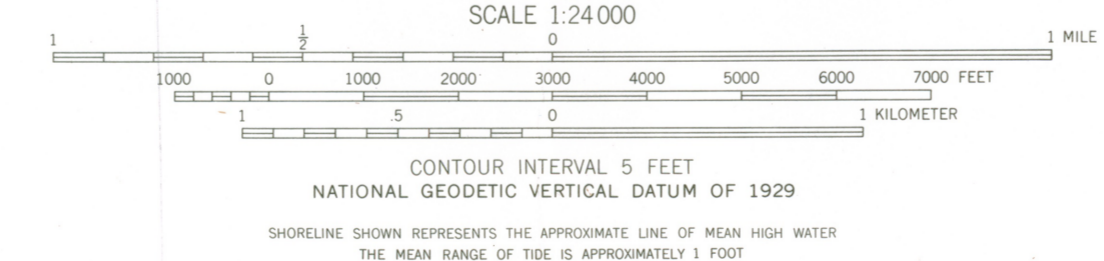 SCALE 1:24 000
1 1/2 0 1 MILE
1000 0 1000 2000 3000 4000 5000 6000 7000 FEET
1 .5 0 1 KILOMETER
CONTOUR INTERVAL 5 FEET
NATIONAL GEODETIC VERTICAL DATUM OF 1929
SHORELINE SHOWN REPRESENTS THE APPROXIMATE LINE OF MEAN HIGH WATER
THE MEAN RANGE OF TIDE IS APPROXIMATELY 1 FOOT